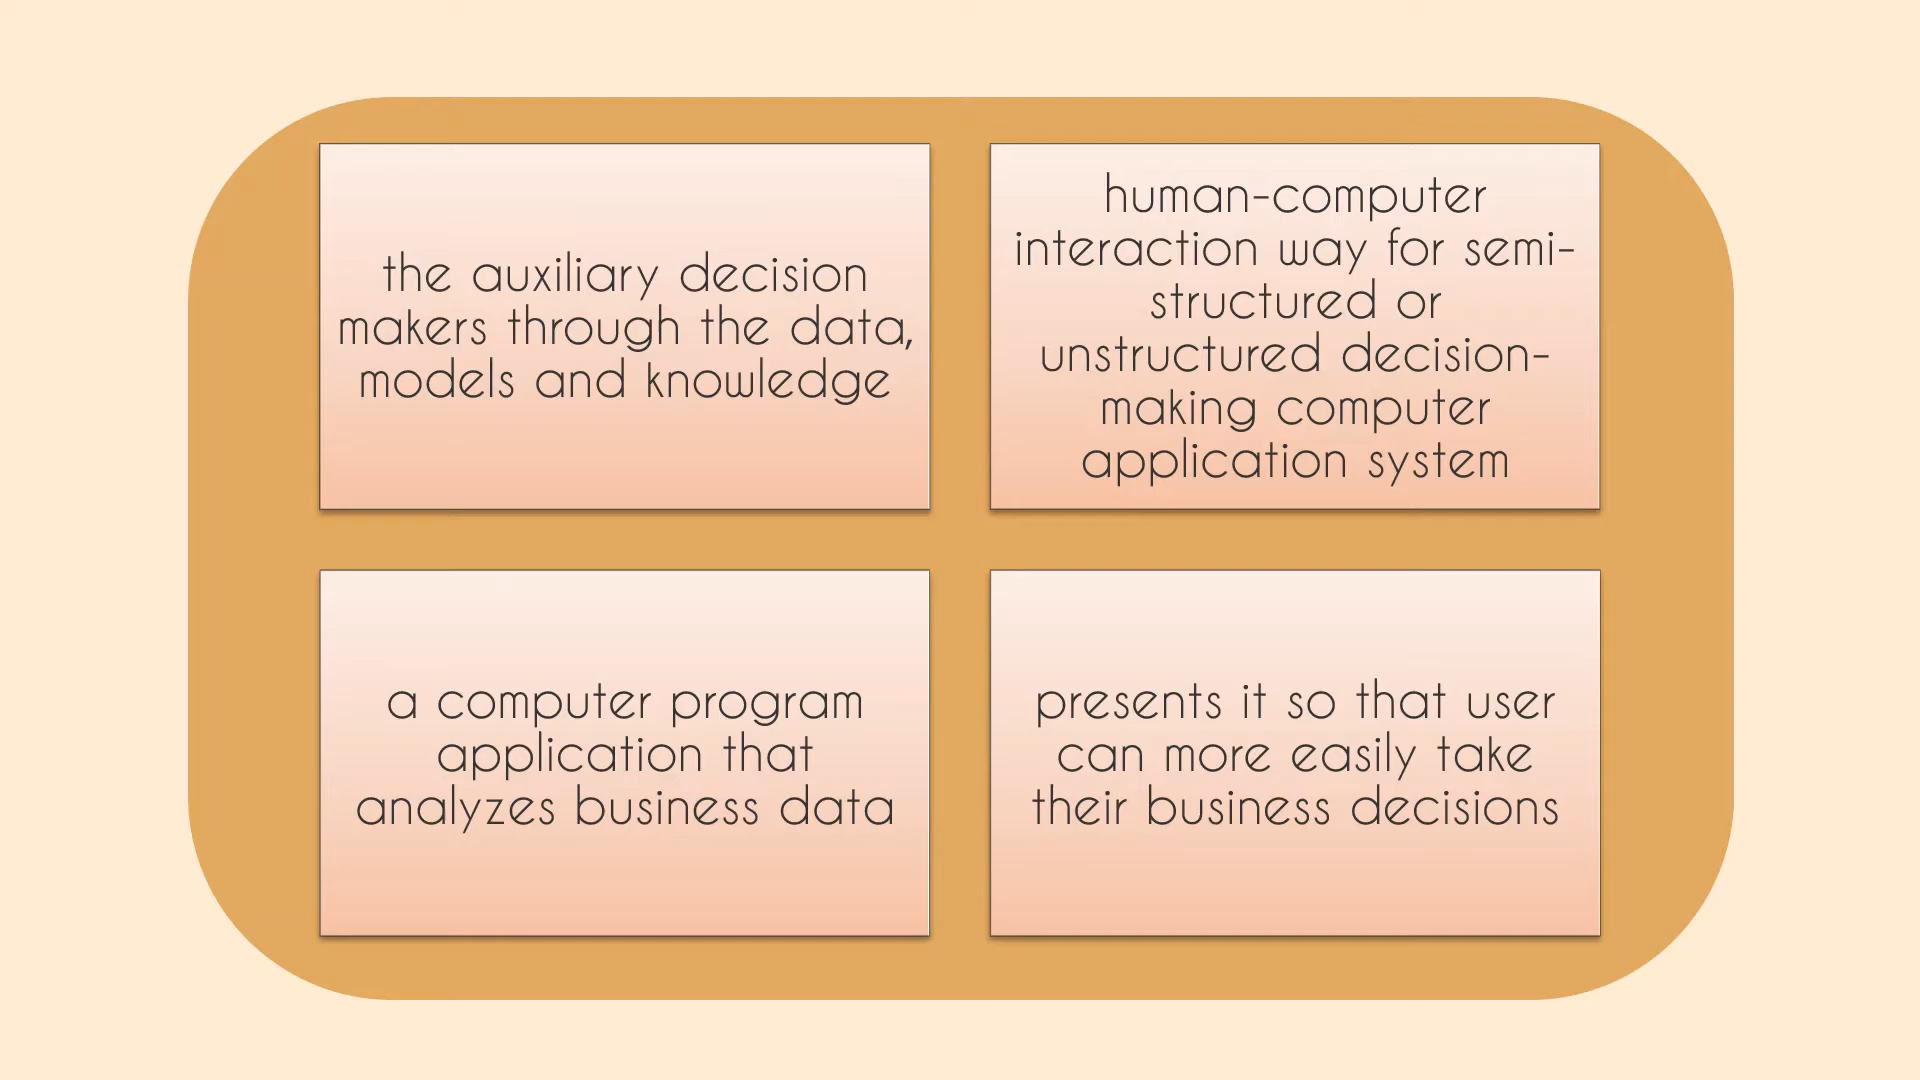 the auxiliary decision
makers through the data,
models and knowledge
human-computer
interaction way for semi-
structured or
unstructured decision-
making computer
application system
a computer program
application that
analyzes business data
presents it so that user
can more easily take
their business decisions